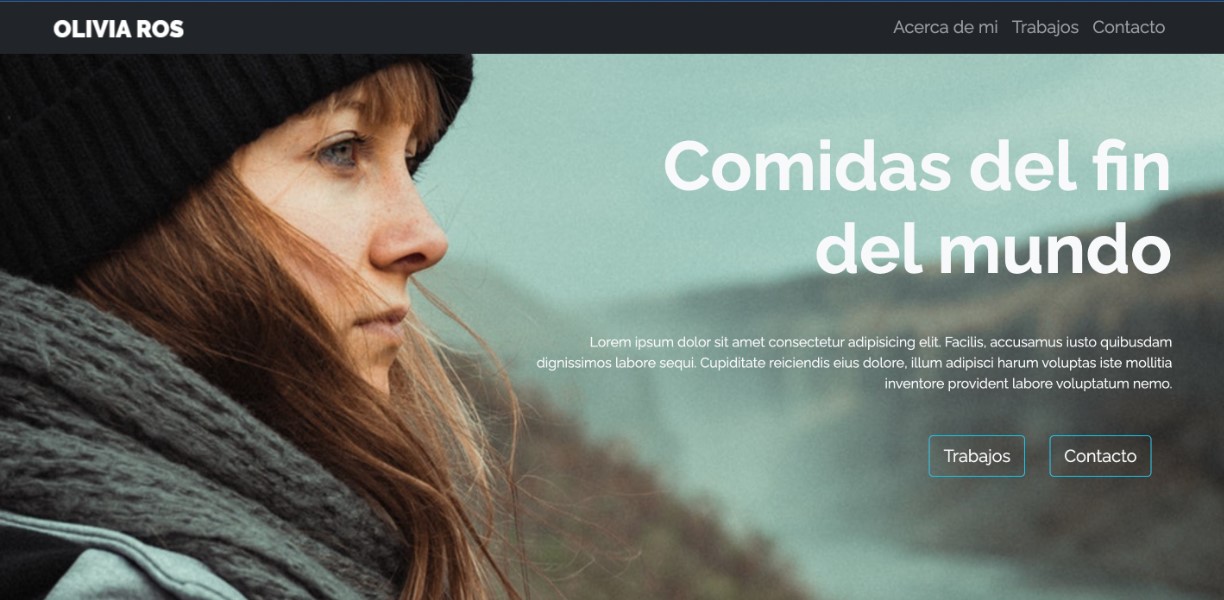 OLIVIA ROS
Acerca de mi Trabajos Contacto
Comidas del fin
del mundo
Lorem ipsum dolor sit amet consectetur adipisicing elit. Facilis, accusamus iusto quibusdam
dignissimos labore sequi. Cupiditate reiciendis eius dolore, illum adipisci harum voluptas iste mollitia
inventore provident labore voluptatum nemo.
Trabajos Contacto